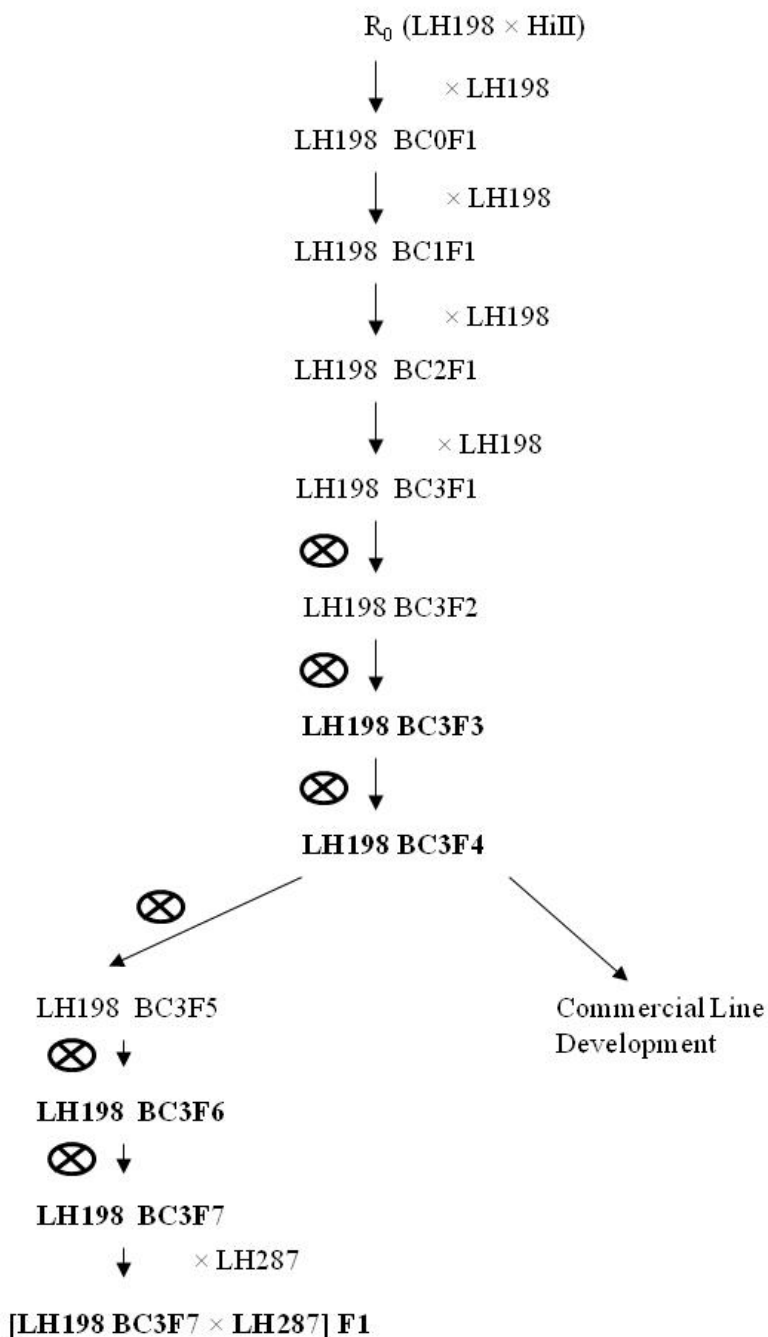 R₀ (LH198 × HiII)
× LH198
LH198 BC0F1
× LH198
LH198 BC1F1
× LH198
LH198 BC2F1
× LH198
LH198 BC3F1
LH198 BC3F2
LH198 BC3F3
LH198 BC3F4
LH198 BC3F5
Commercial Line
Development
LH198 BC3F6
LH198 BC3F7
× LH287
[LH198 BC3F7 × LH287] F1